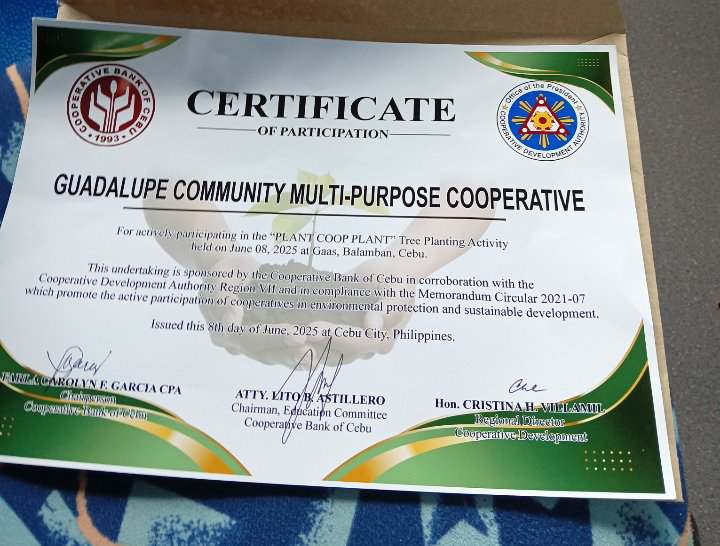 COOPERATIVE BANK OF CEBU
• 1993 •
CERTIFICATE
OF PARTICIPATION
Office of the President
COOPERATIVE DEVELOPMENT AUTHORITY
GUADALUPE COMMUNITY MULTI-PURPOSE COOPERATIVE
For actively participating in the “PLANT COOP PLANT” Tree Planting Activity
held on June 08, 2025 at Gaas, Balamban, Cebu.
This undertaking is sponsored by the Cooperative Bank of Cebu in corroboration with the
Cooperative Development Authority Region VII and in compliance with the Memorandum Circular 2021-07
which promote the active participation of cooperatives in environmental protection and sustainable development.
Issued this 8th day of June, 2025 at Cebu City, Philippines.
CAROLYN F. GARCIA CPA
Chairperson
Cooperative Bank of Cebu
ATTY. LITO B. ASTILLERO
Chairman, Education Committee
Cooperative Bank of Cebu
Hon. CRISTINA H. VILLAMIL
Regional Director
Cooperative Development